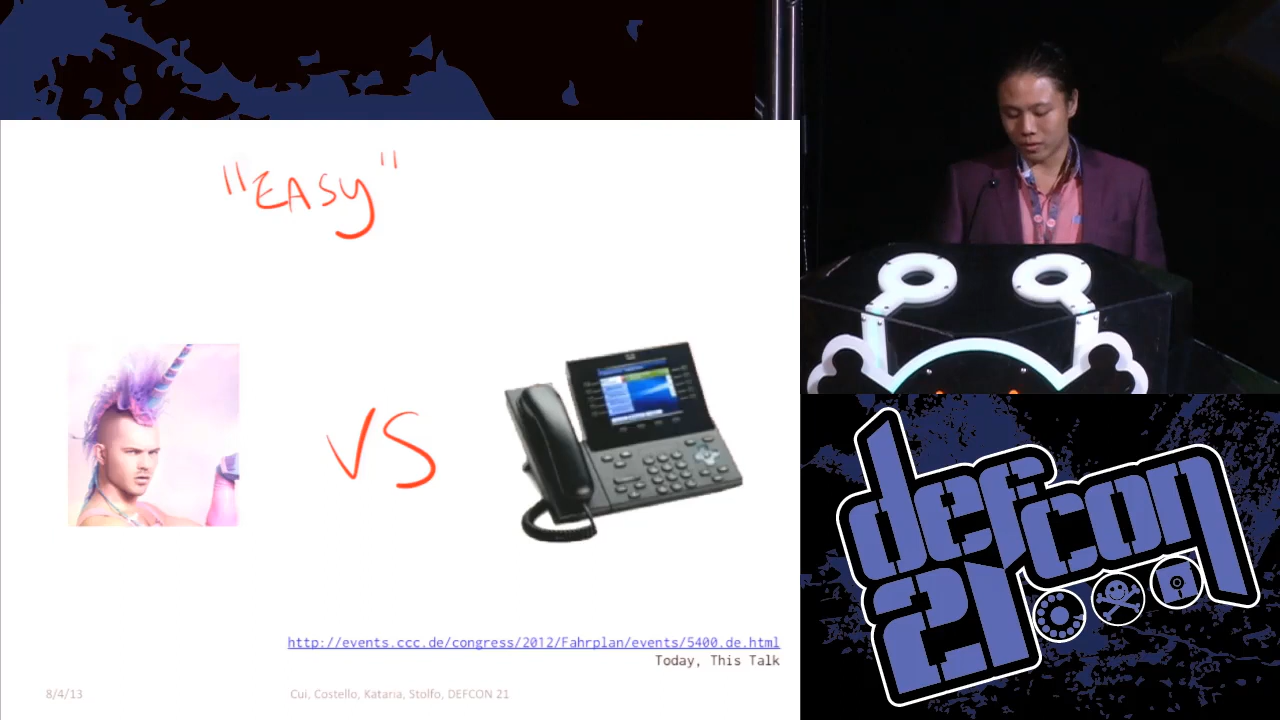 "EASY"
VS
http://events.ccc.de/congress/2012/Fahrplan/events/5400.de.html
Today, This Talk
8/4/13
Cui, Costello, Kataria, Stolfo, DEFCON 21
defcon
21